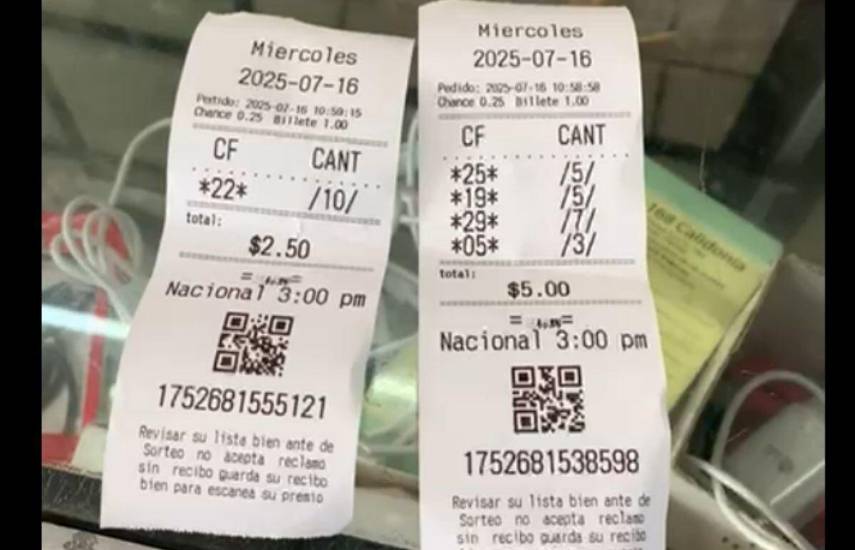 Miercoles
2025-07-16
Pedido: 2025-07-16 10:59:15
Chance 0.25 Billete 1.00
CF CANT
*22* /10/
total:
$2.50
Nacional 3:00 pm
1752681555121
Revisar su lista bien ante de
Sorteo no acepta reclamo
sin recibo guarda su recibo
bien para escanea su premio
Miercoles
2025-07-16
Pedido: 2025-07-16 10:58:58
Chance 0.25 Billete 1.00
CF CANT
*25* /5/
*19* /5/
*29* /7/
*05* /3/
total:
$5.00
Nacional 3:00 pm
1752681538598
Revisar su lista bien ante de
Sorteo no acepta reclamo
sin recibo guarda su recibo
168 Calidonia